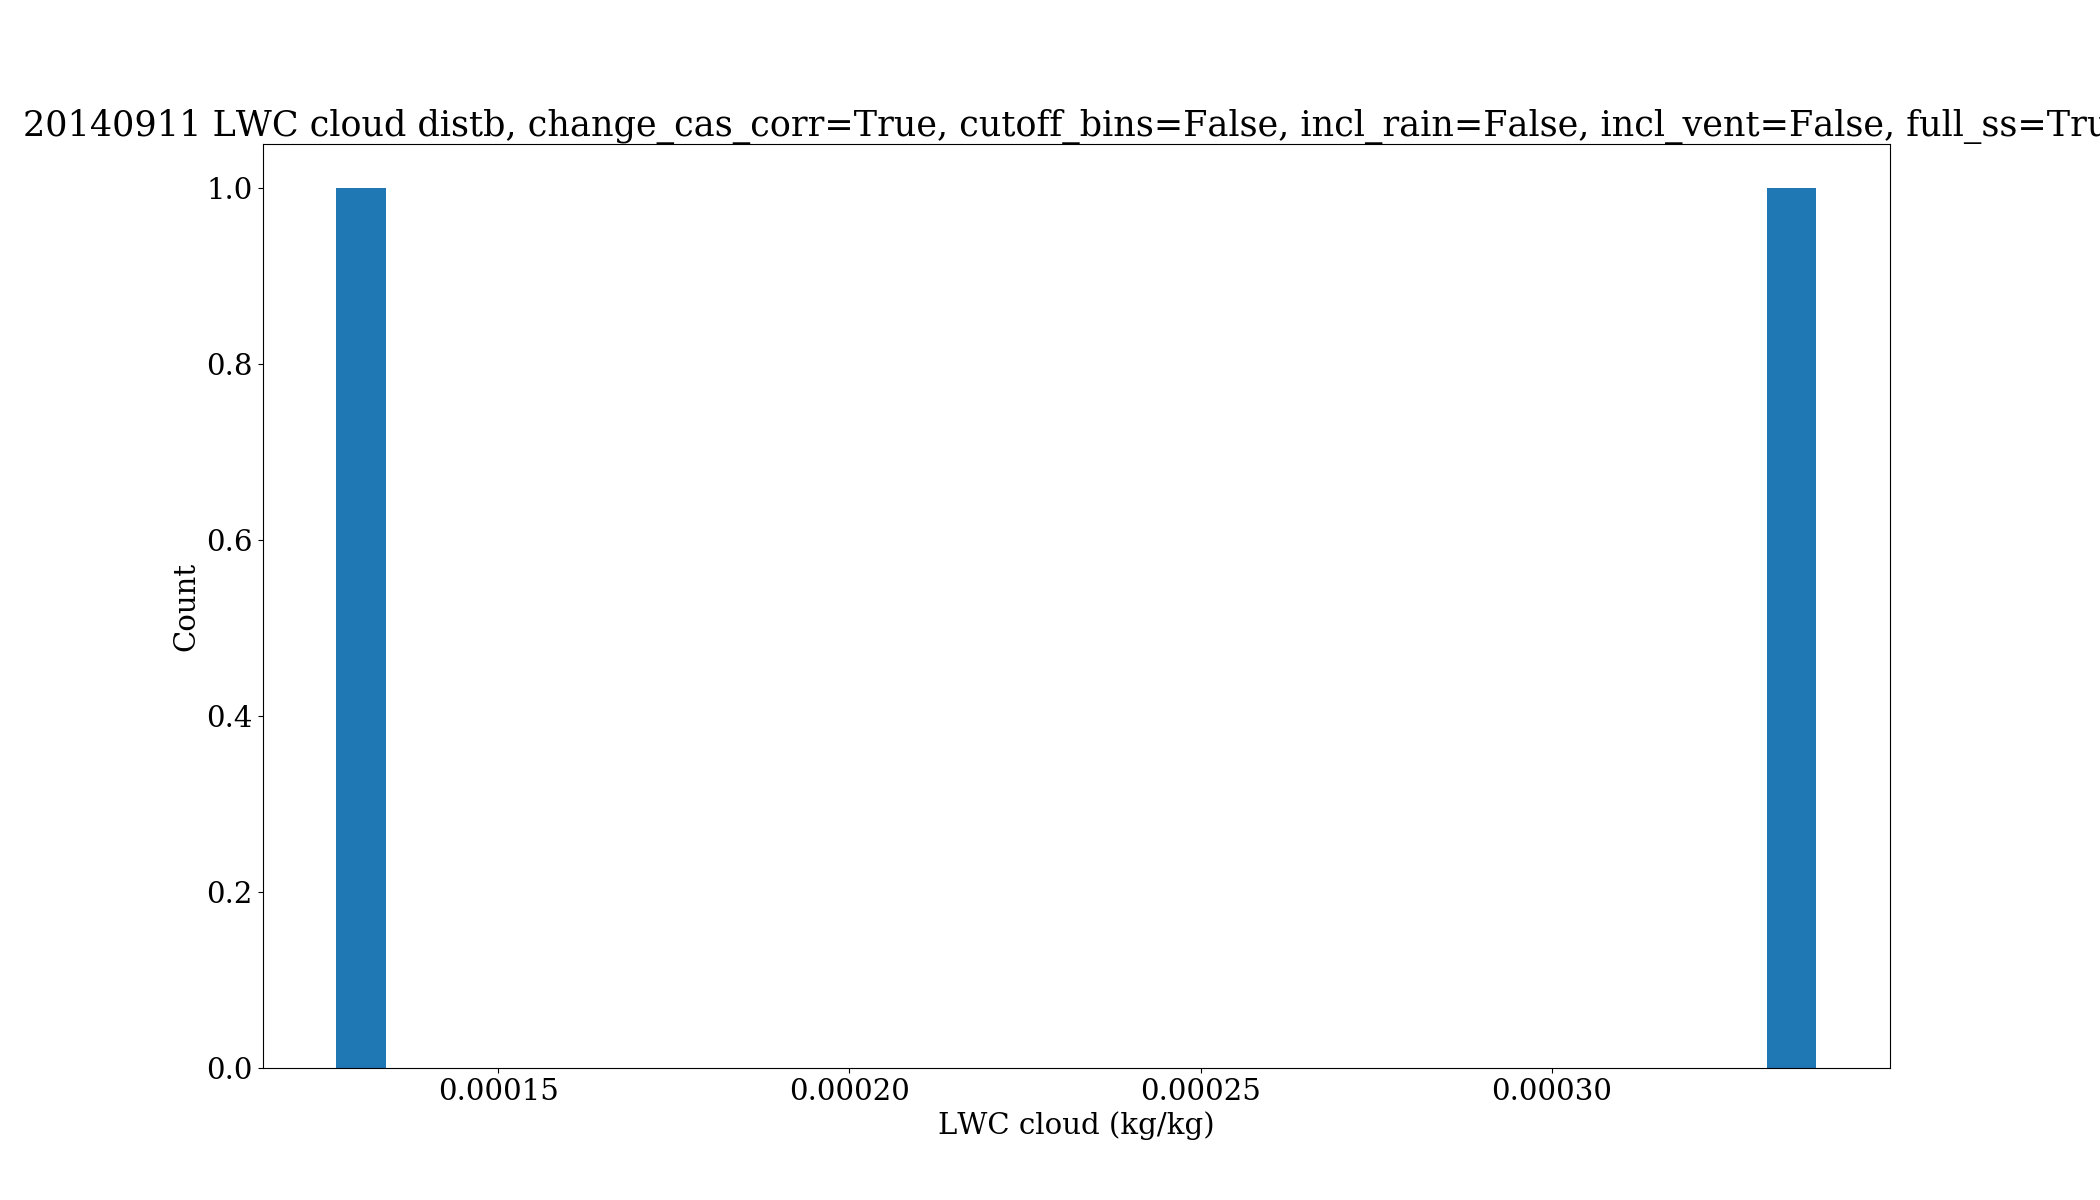 20140911 LWC cloud distb, change_cas_corr=True, cutoff_bins=False, incl_rain=False, incl_vent=False, full_ss=Tru
1.0
0.8
0.6
0.4
0.2
0.0
Count
0.00015 0.00020 0.00025 0.00030
LWC cloud (kg/kg)